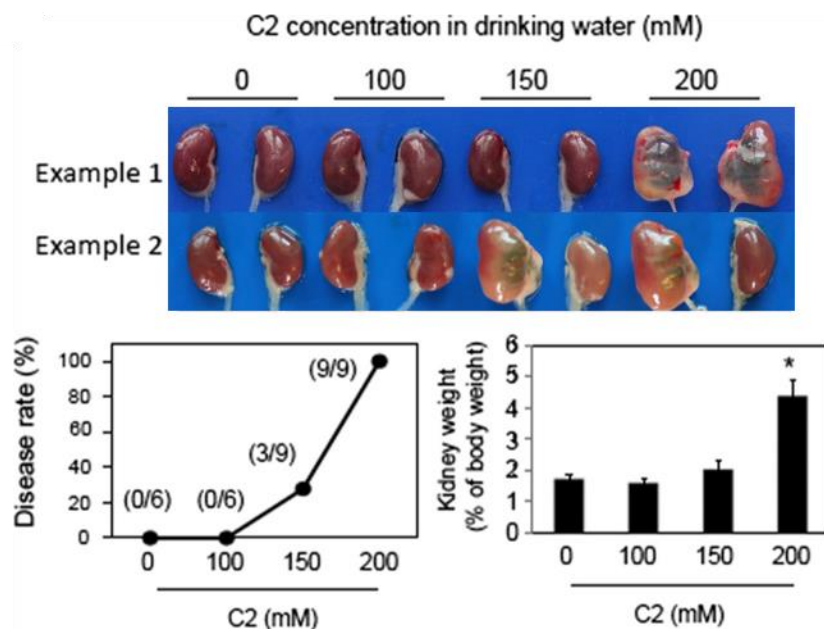 C2 concentration in drinking water (mM)
0 100 150 200
Example 1
Example 2
Disease rate (%)
100
80
60
40
20
0
(0/6) (0/6) (3/9) (9/9)
0 100 150 200
C2 (mM)
Kidney weight
(% of body weight)
6
5
4
3
2
1
0
*
0 100 150 200
C2 (mM)